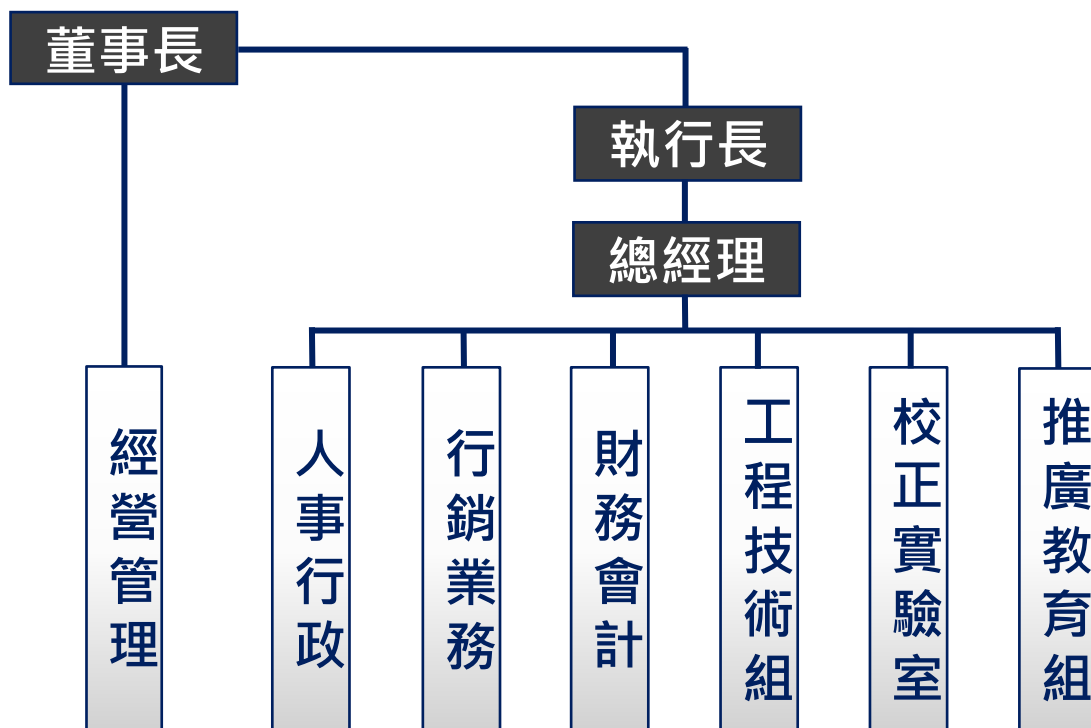 董事長
執行長
總經理
經營管理
人事行政
行銷業務
財務會計
工程技術組
校正實驗室
推廣教育組